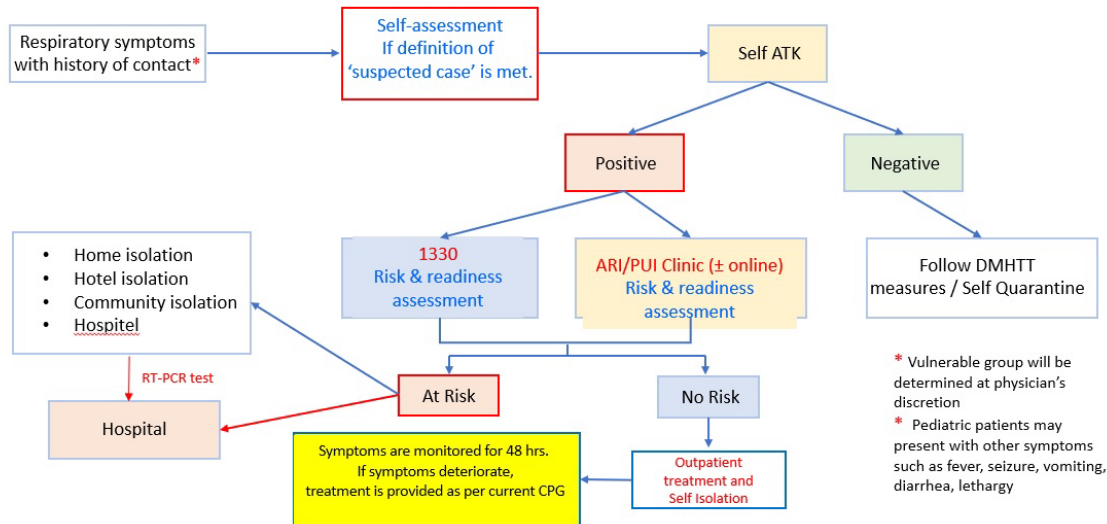 Respiratory symptoms
with history of contact*
Self-assessment
If definition of
‘suspected case’ is met.
Self ATK
Positive
Negative
• Home isolation
• Hotel isolation
• Community isolation
• Hospitel
1330
Risk & readiness
assessment
ARI/PUI Clinic (± online)
Risk & readiness
assessment
Follow DMHTT
measures / Self Quarantine
RT-PCR test
Hospital
At Risk
No Risk
Symptoms are monitored for 48 hrs.
If symptoms deteriorate,
treatment is provided as per current CPG
Outpatient
treatment and
Self Isolation
* Vulnerable group will be
determined at physician’s
discretion
* Pediatric patients may
present with other symptoms
such as fever, seizure, vomiting,
diarrhea, lethargy